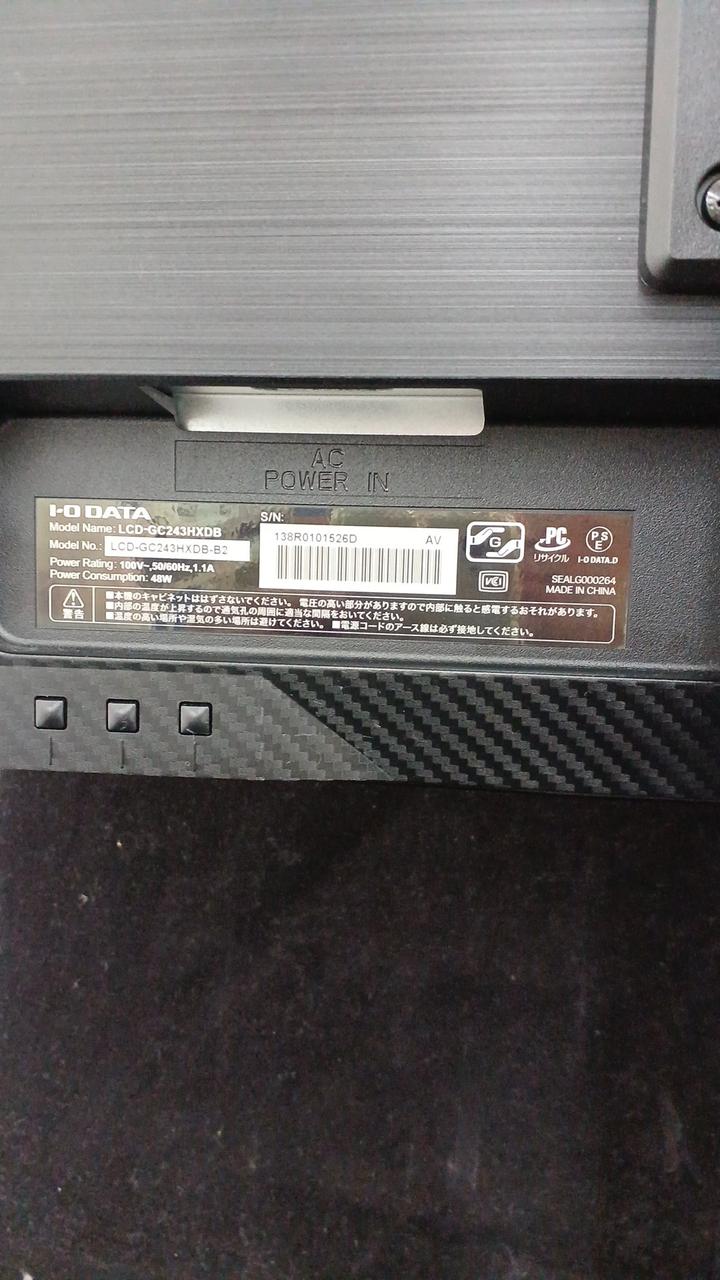 AC
POWER IN
I-O DATA
Model Name: LCD-GC243HXDB
Model No.: LCD-GC243HXDB-B2
Power Rating: 100V~,50/60Hz,1.1A
Power Consumption: 48W
S/N:
138R0101526D AV
G
VCI
PC
リサイクル
PSE
I-O DATA.D
SEALG000264
MADE IN CHINA
警告
■本機のキャビネットははずさないでください。 電圧の高い部分がありますので内部に触ると感電するおそれがあります。
■内部の温度が上昇するので通気孔の周囲に適当な間隔をおいてください。
■温度の高い場所や湿気の多い場所は避けてください。 ■電源コードのアース線は必ず接地してください。